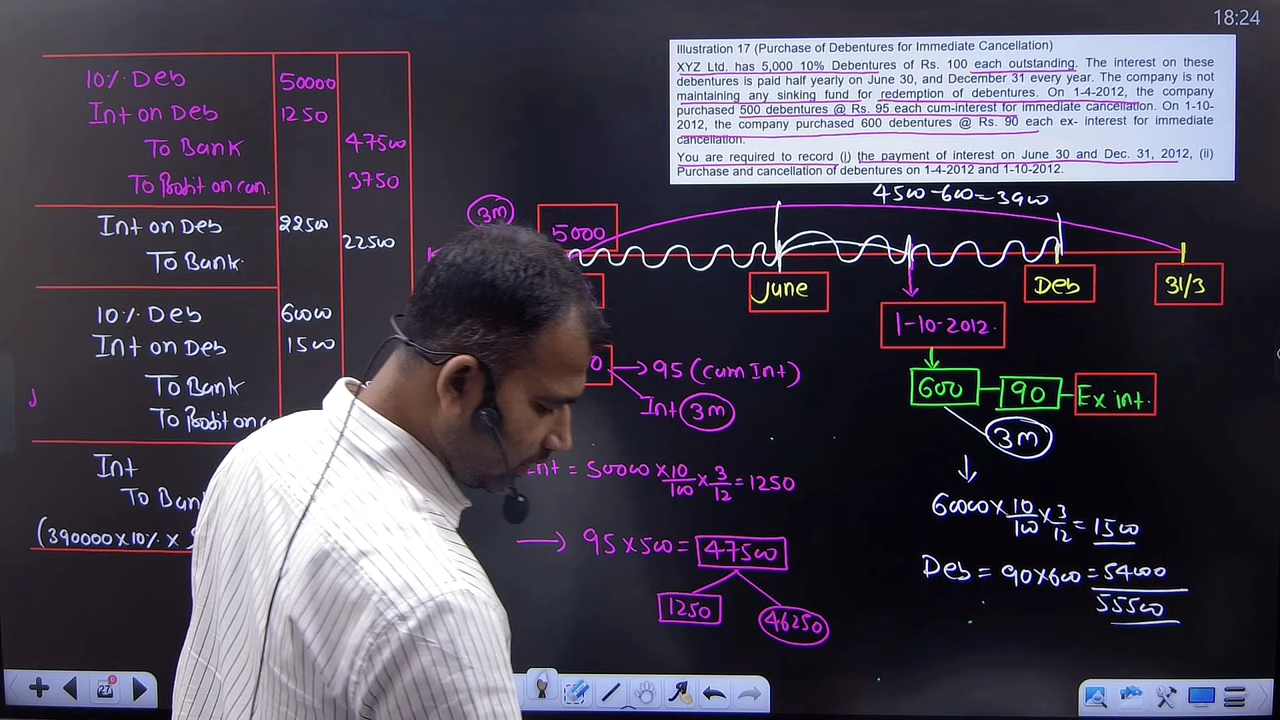 18:24
Illustration 17 (Purchase of Debentures for Immediate Cancellation)
XYZ Ltd. has 5,000 10% Debentures of Rs. 100 each outstanding. The interest on these
debentures is paid half yearly on June 30, and December 31 every year. The company is not
maintaining any sinking fund for redemption of debentures. On 1-4-2012, the company
purchased 500 debentures @ Rs. 95 each cum-interest for immediate cancellation. On 1-10-
2012, the company purchased 600 debentures @ Rs. 90 each ex- interest for immediate
cancellation.
You are required to record (i) the payment of interest on June 30 and Dec. 31, 2012, (ii)
Purchase and cancellation of debentures on 1-4-2012 and 1-10-2012.
10% Deb 50000
Int on Deb 1250
To Bank 47500
To Profit on can. 3750
Int on Deb 22500
To Bank 22500
10% Deb 60000
Int on Deb 1500
To Bank
To Profit on
Int
To Ban
(390000x10% x
4500-600=3900
3m
5000
June
Deb
31/3
1-10-2012.
600 - 90 - Ex int.
3m
0 → 95 (cum Int)
Int 3m
nt = 50000 x 10/100 x 3/12 = 1250
→ 95x500 = 47500
1250 46250
60000 x 10/100 x 3/12 = 1500
Deb = 90x600 = 54000
55500
27